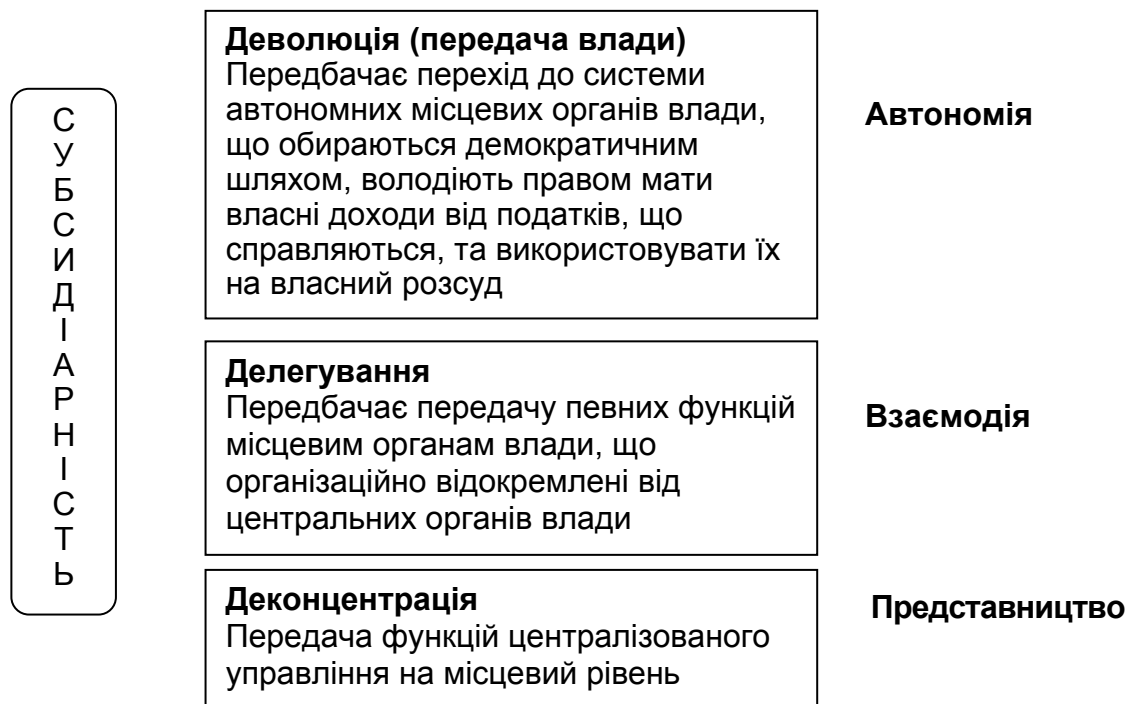 СУБСИДІАРНІСТЬ
Деволюція (передача влади)
Передбачає перехід до системи
автономних місцевих органів влади,
що обираються демократичним
шляхом, володіють правом мати
власні доходи від податків, що
справляються, та використовувати їх
на власний розсуд
Автономія
Делегування
Передбачає передачу певних функцій
місцевим органам влади, що
організаційно відокремлені від
центральних органів влади
Взаємодія
Деконцентрація
Передача функцій централізованого
управління на місцевий рівень
Представництво